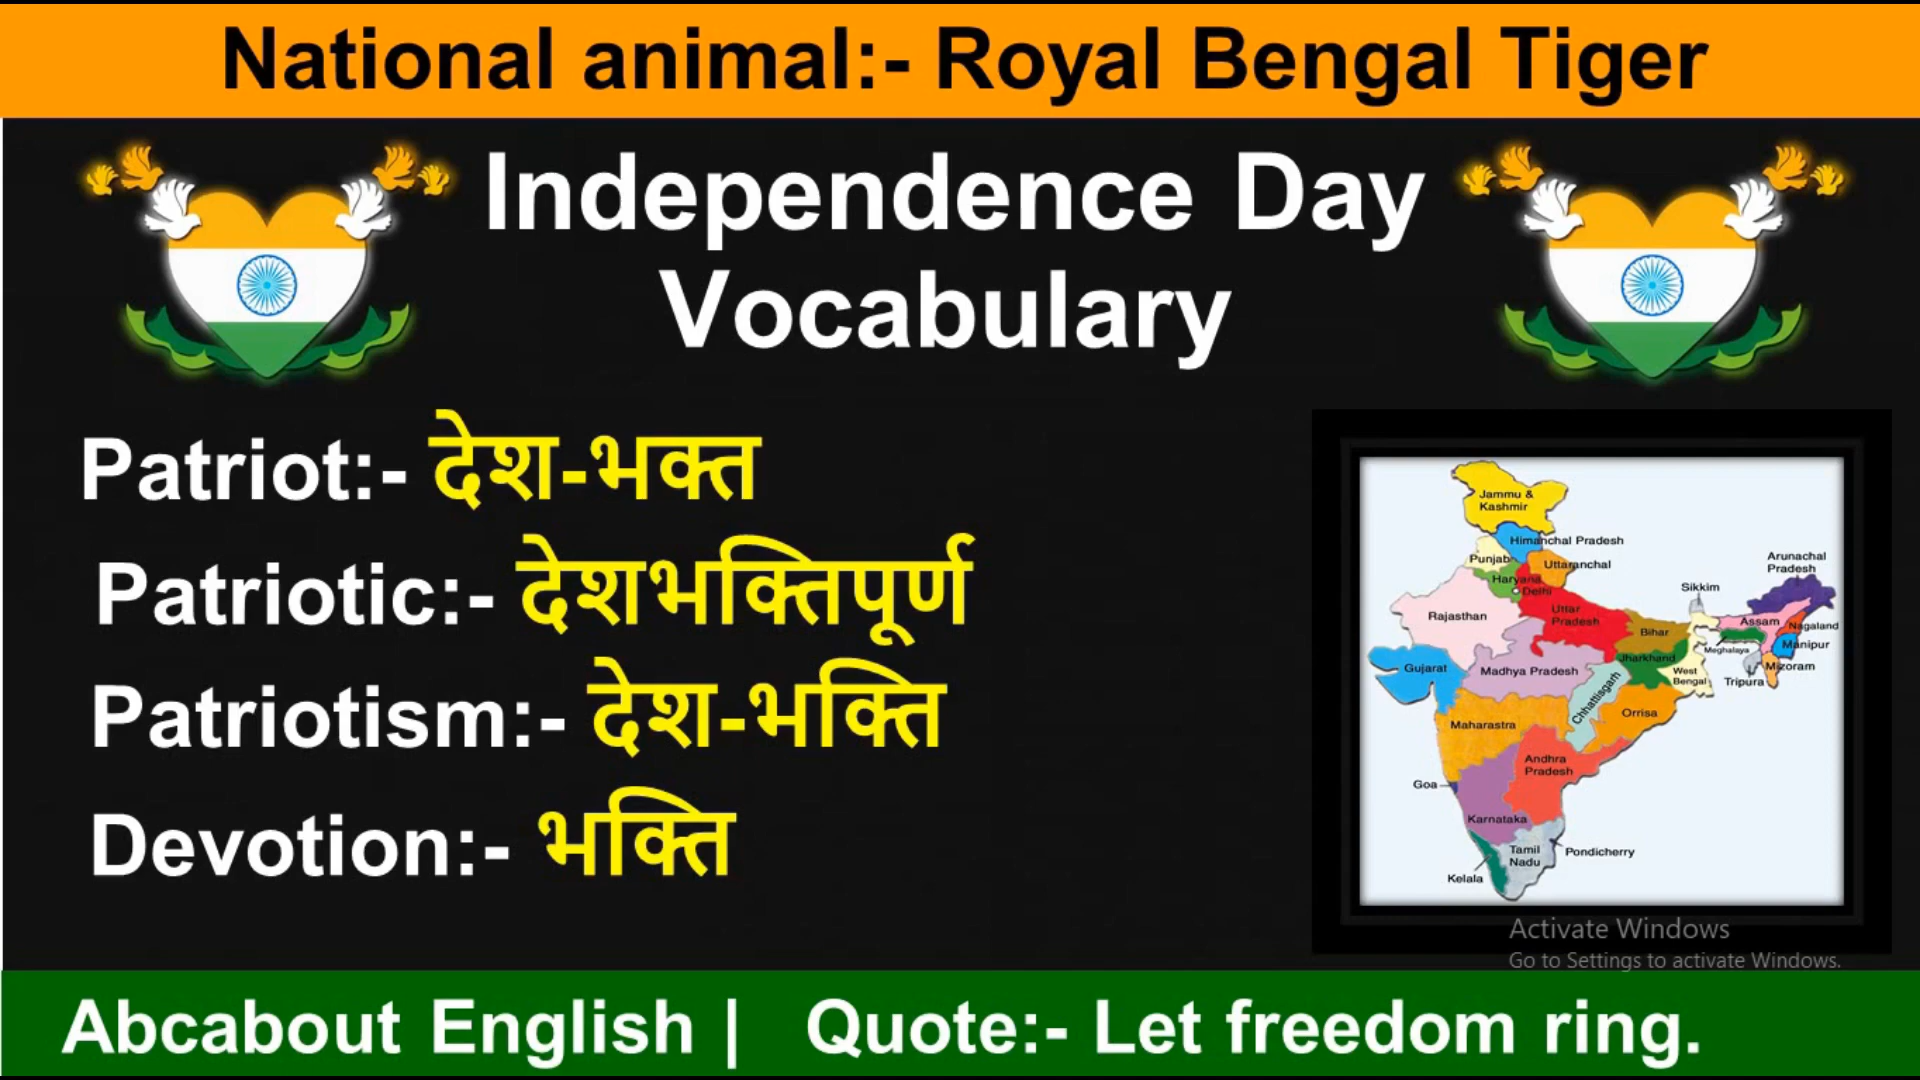 National animal:- Royal Bengal Tiger
Independence Day
Vocabulary
Patriot:- देश-भक्त
Patriotic:- देशभक्तिपूर्ण
Patriotism:- देश-भक्ति
Devotion:- भक्ति
Jammu &
Kashmir
Himanchal Pradesh
Punjab
Uttaranchal
Haryana
Delhi
Arunachal
Pradesh
Sikkim
Rajasthan
Uttar
Pradesh
Bihar
Assam
Nagaland
Meghalaya
Manipur
Gujarat
Madhya Pradesh
Jharkhand
West
Bengal
Tripura
Mizoram
Chhattisgarh
Maharastra
Orrisa
Andhra
Pradesh
Goa
Karnataka
Tamil
Nadu
Pondicherry
Kelala
Activate Windows
Go to Settings to activate Windows.
Abcabout English | Quote:- Let freedom ring.